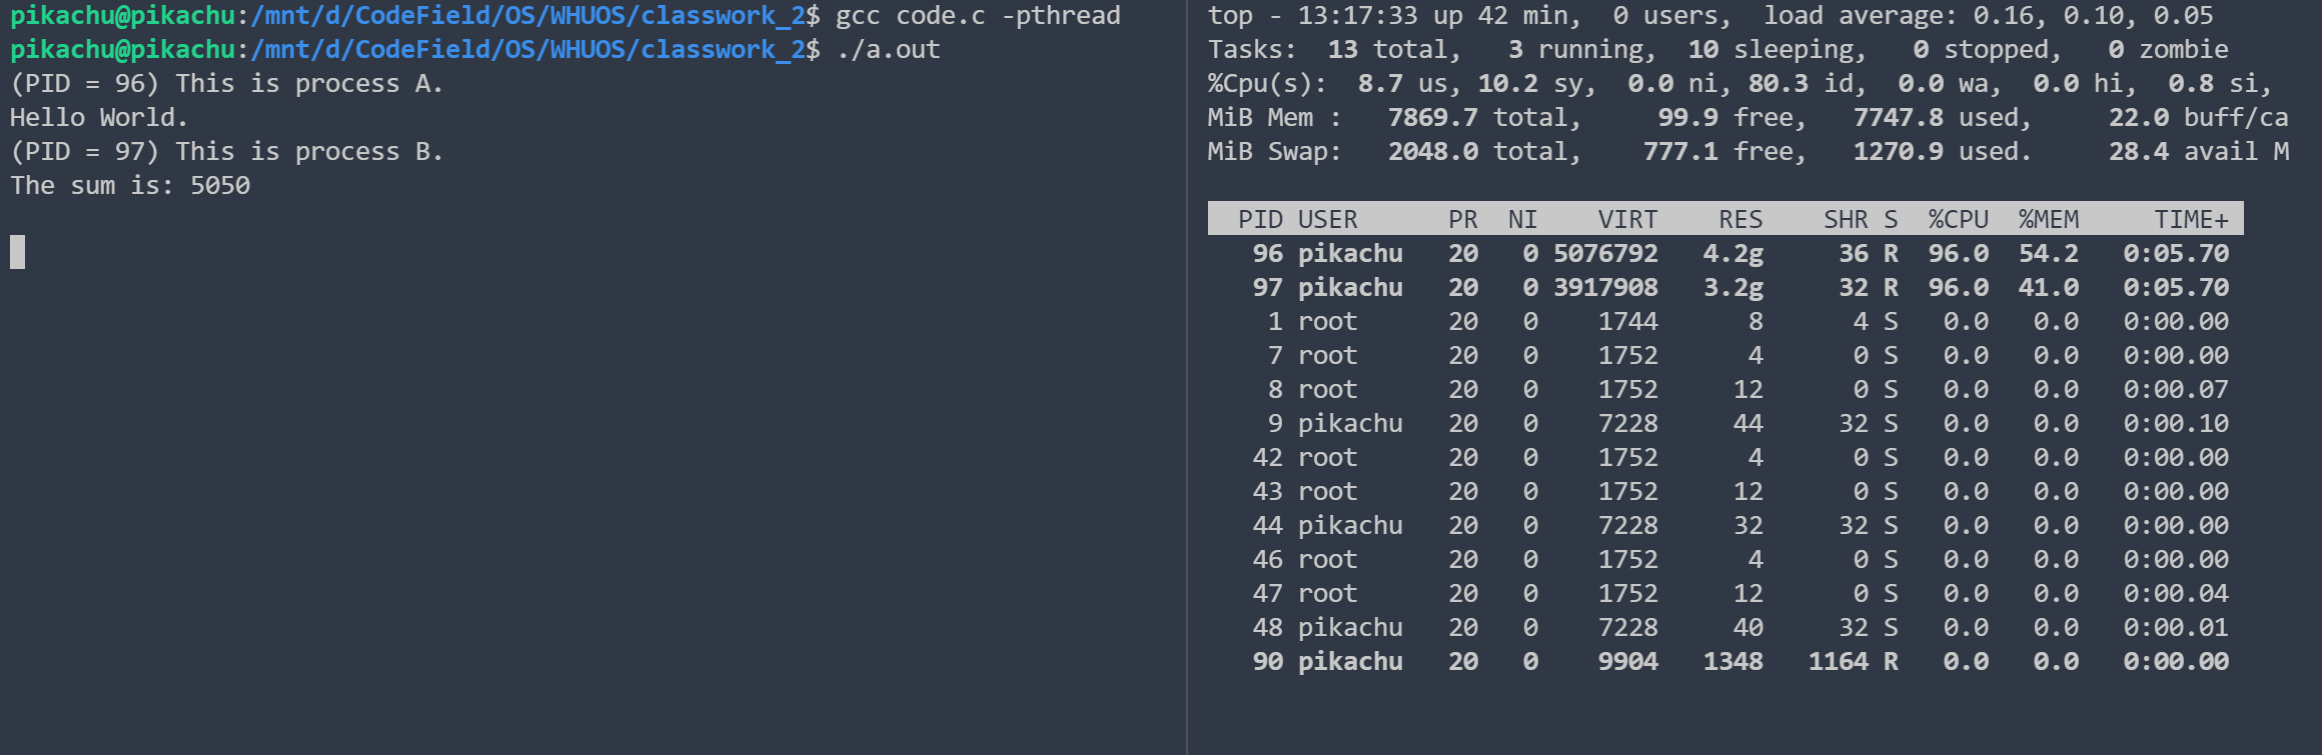 pikachu@pikachu:/mnt/d/CodeField/OS/WHUOS/classwork_2$ gcc code.c -pthread
pikachu@pikachu:/mnt/d/CodeField/OS/WHUOS/classwork_2$ ./a.out
(PID = 96) This is process A.
Hello World.
(PID = 97) This is process B.
The sum is: 5050
top - 13:17:33 up 42 min,  0 users,  load average: 0.16, 0.10, 0.05
Tasks:  13 total,   3 running,  10 sleeping,   0 stopped,   0 zombie
%Cpu(s):  8.7 us, 10.2 sy,  0.0 ni, 80.3 id,  0.0 wa,  0.0 hi,  0.8 si,
MiB Mem :   7869.7 total,     99.9 free,   7747.8 used,     22.0 buff/ca
MiB Swap:   2048.0 total,    777.1 free,   1270.9 used.     28.4 avail M
PID USER      PR  NI    VIRT    RES    SHR S  %CPU  %MEM     TIME+
96 pikachu   20   0 5076792   4.2g     36 R  96.0  54.2   0:05.70
97 pikachu   20   0 3917908   3.2g     32 R  96.0  41.0   0:05.70
1 root      20   0    1744      8      4 S   0.0   0.0   0:00.00
7 root      20   0    1752      4      0 S   0.0   0.0   0:00.00
8 root      20   0    1752     12      0 S   0.0   0.0   0:00.07
9 pikachu   20   0    7228     44     32 S   0.0   0.0   0:00.10
42 root      20   0    1752      4      0 S   0.0   0.0   0:00.00
43 root      20   0    1752     12      0 S   0.0   0.0   0:00.00
44 pikachu   20   0    7228     32     32 S   0.0   0.0   0:00.00
46 root      20   0    1752      4      0 S   0.0   0.0   0:00.00
47 root      20   0    1752     12      0 S   0.0   0.0   0:00.04
48 pikachu   20   0    7228     40     32 S   0.0   0.0   0:00.01
90 pikachu   20   0    9904   1348   1164 R   0.0   0.0   0:00.00